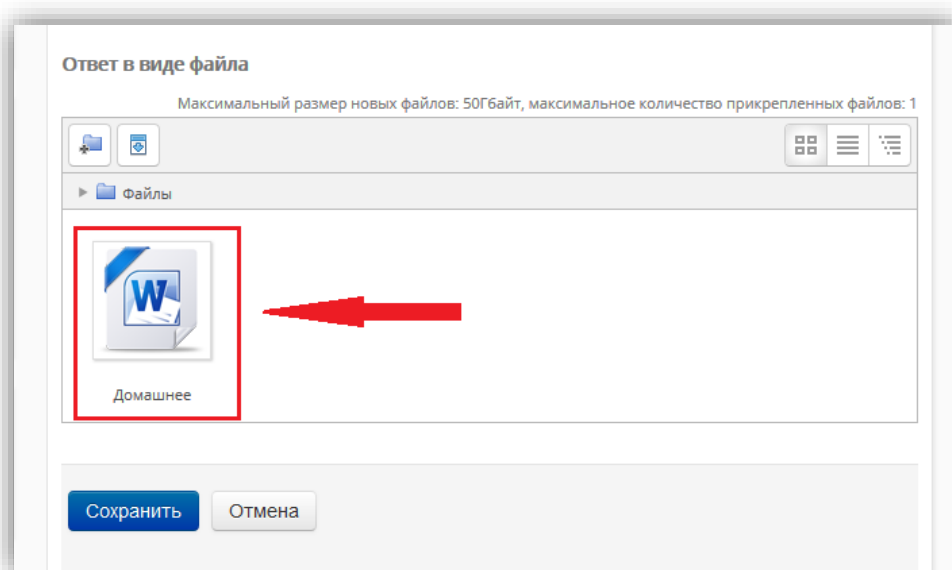 Ответ в виде файла
Максимальный размер новых файлов: 50Гбайт, максимальное количество прикрепленных файлов: 1
Файлы
W
Домашнее
Сохранить Отмена